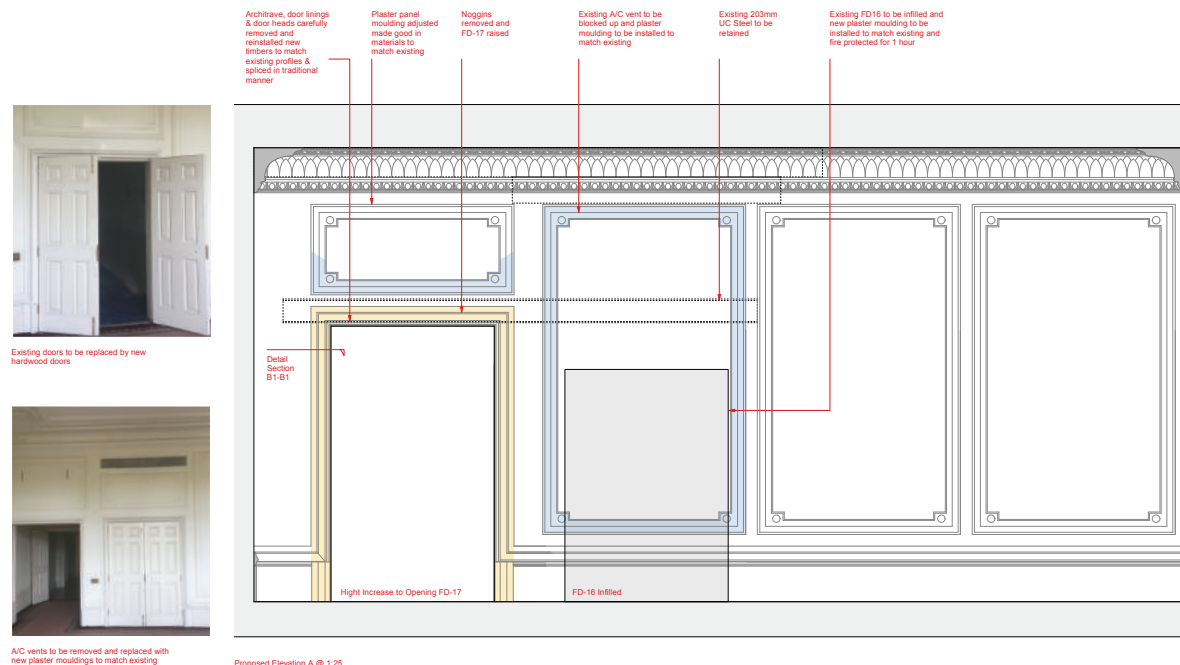 Architrave, door linings
& door heads carefully
removed and
reinstalled new
timbers to match
existing profiles &
spliced in traditional
manner
Plaster panel
moulding adjusted
made good in
materials to
match existing
Noggins
removed and
FD-17 raised
Existing A/C vent to be
blocked up and plaster
moulding to be installed to
match existing
Existing 203mm
UC Steel to be
retained
Existing FD16 to be infilled and
new plaster moulding to be
installed to match existing and
fire protected for 1 hour
Existing doors to be replaced by new
hardwood doors
Detail
Section
B1-B1
Hight Increase to Opening FD-17
FD-16 Infilled
A/C vents to be removed and replaced with
new plaster mouldings to match existing
Proposed Elevation A @ 1:25